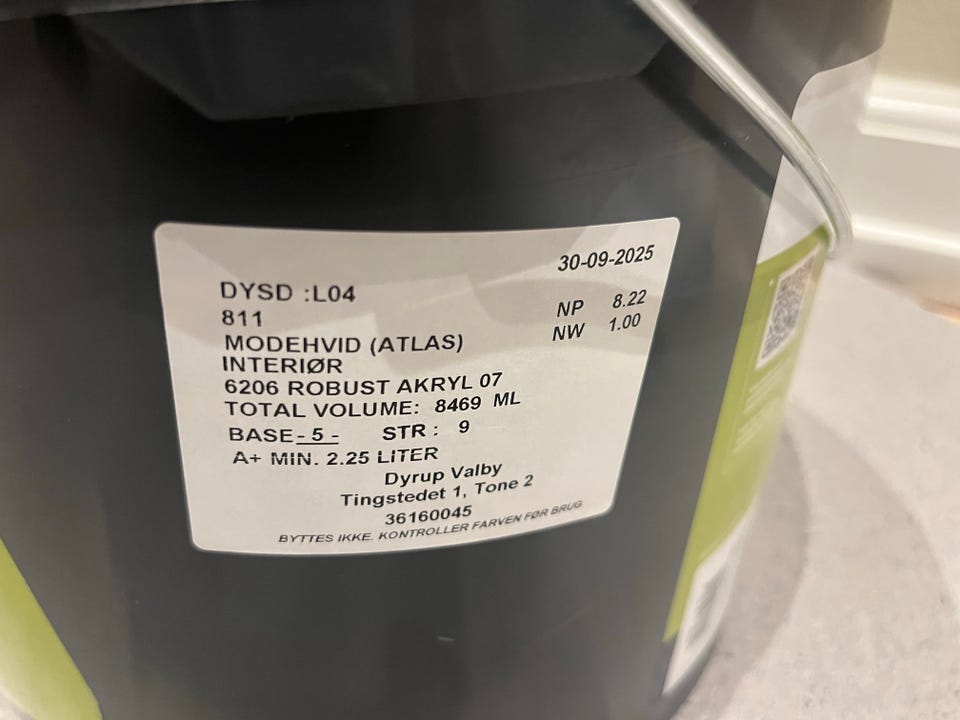 30-09-2025
DYSD :L04
811
NP 8.22
NW 1.00
MODEHVID (ATLAS)
INTERIØR
6206 ROBUST AKRYL 07
TOTAL VOLUME: 8469 ML
BASE- 5 - STR : 9
A+ MIN. 2.25 LITER
Dyrup Valby
Tingstedet 1, Tone 2
36160045
BYTTES IKKE. KONTROLLER FARVEN FØR BRUG